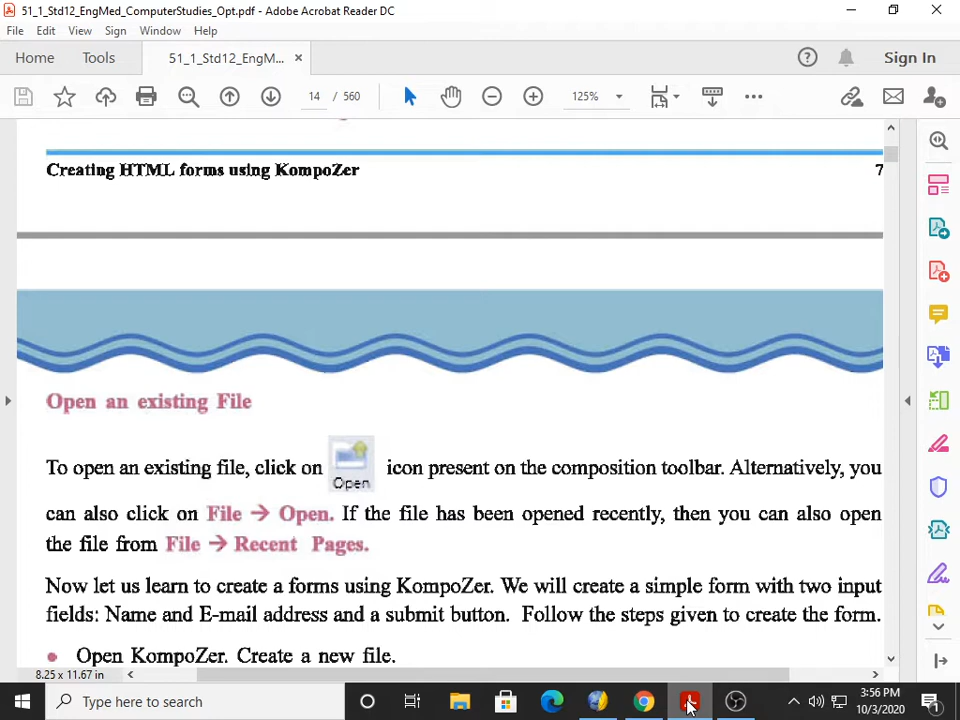 51_1_Std12_EngMed_ComputerStudies_Opt.pdf - Adobe Acrobat Reader DC
File Edit View Sign Window Help
Home Tools 51_1_Std12_EngM... Sign In
14 / 560 125%
Creating HTML forms using KompoZer 7
Open an existing File
To open an existing file, click on Open icon present on the composition toolbar. Alternatively, you
can also click on File → Open. If the file has been opened recently, then you can also open
the file from File → Recent Pages.
Now let us learn to create a forms using KompoZer. We will create a simple form with two input
fields: Name and E-mail address and a submit button. Follow the steps given to create the form.
• Open KompoZer. Create a new file.
8.25 x 11.67 in
Type here to search
3:56 PM
10/3/2020
1